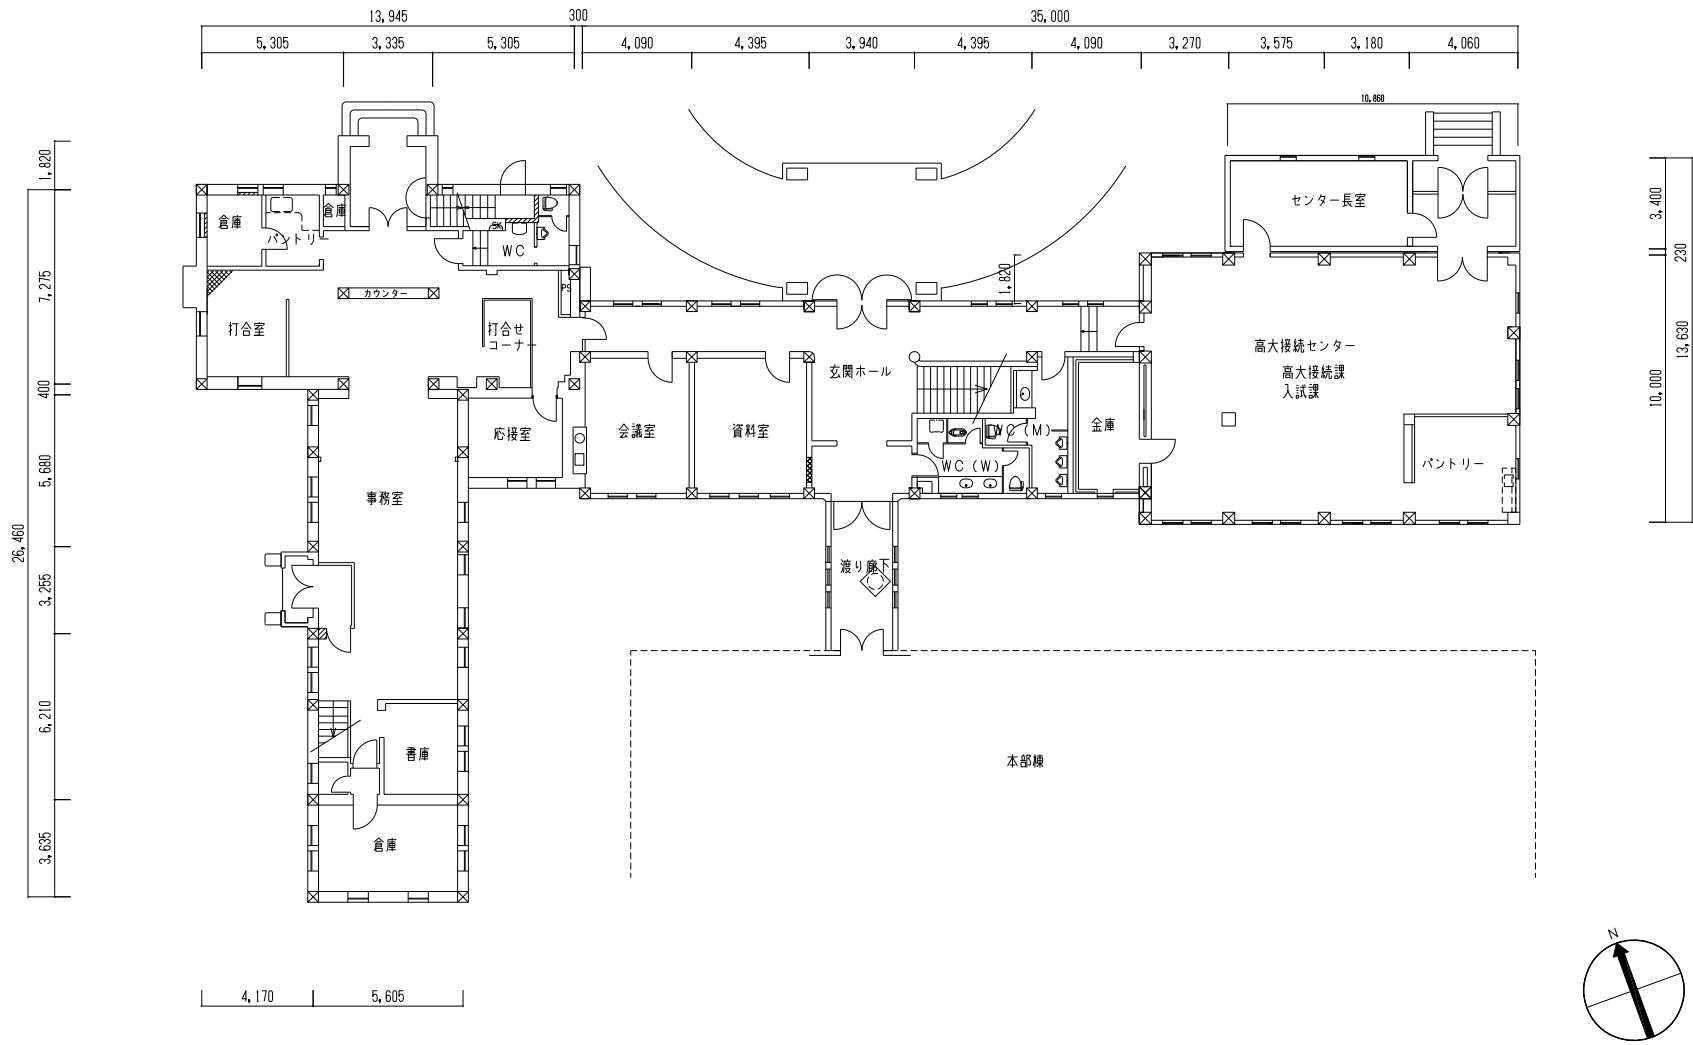 13,945
300
35,000
5,305
3,335
5,305
4,090
4,395
3,940
4,395
4,090
3,270
3,575
3,180
4,060
10,860
1,820
7,275
400
5,680
3,255
6,210
3,635
26,460
倉庫
パントリー
倉庫
SK
WC
PS
カウンター
打合室
打合せ
コーナー
1,820
センター長室
3,400
230
13,630
10,000
玄関ホール
高大接続センター
高大接続課
入試課
応接室
会議室
資料室
WC(M)
WC(W)
金庫
パントリー
事務室
渡り廊下
書庫
本部棟
倉庫
N
4,170
5,605